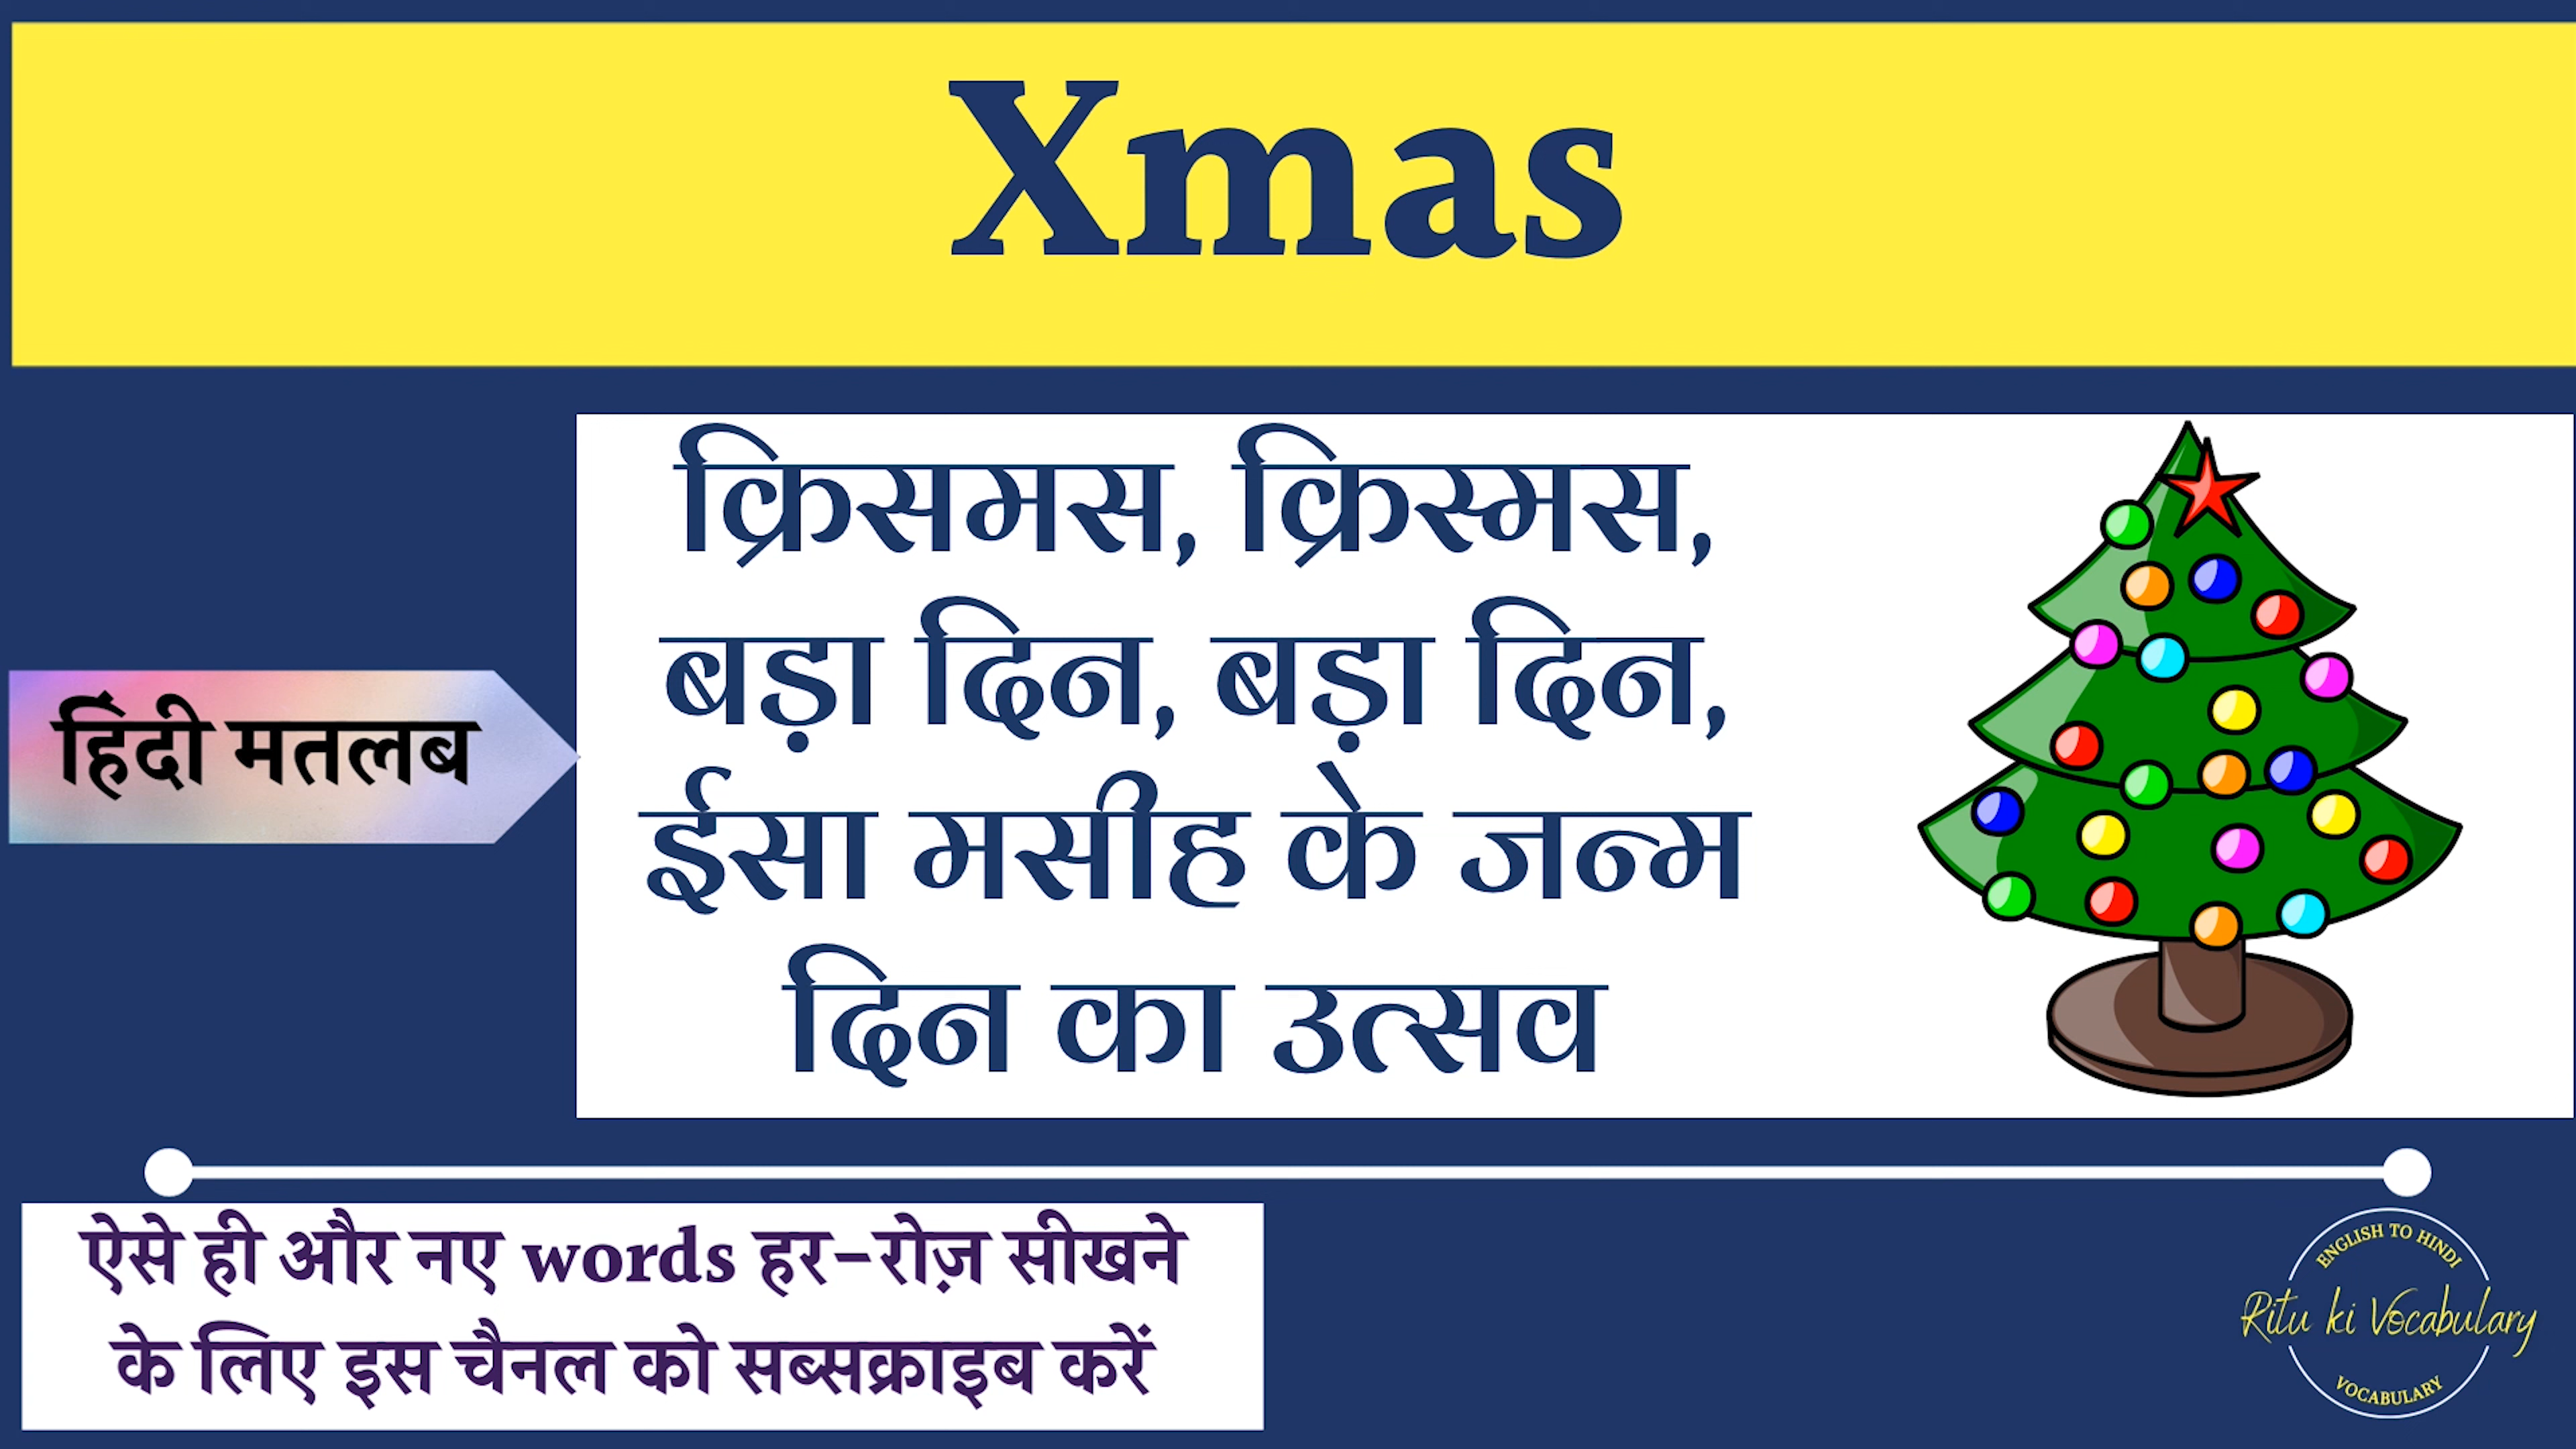 Xmas
क्रिसमस, क्रिस्मस,
बड़ा दिन, बड़ा दिन,
ईसा मसीह के जन्म
दिन का उत्सव
हिंदी मतलब
ऐसे ही और नए words हर-रोज़ सीखने
के लिए इस चैनल को सब्सक्राइब करें
ENGLISH TO HINDI
Ritu ki Vocabulary
VOCABULARY